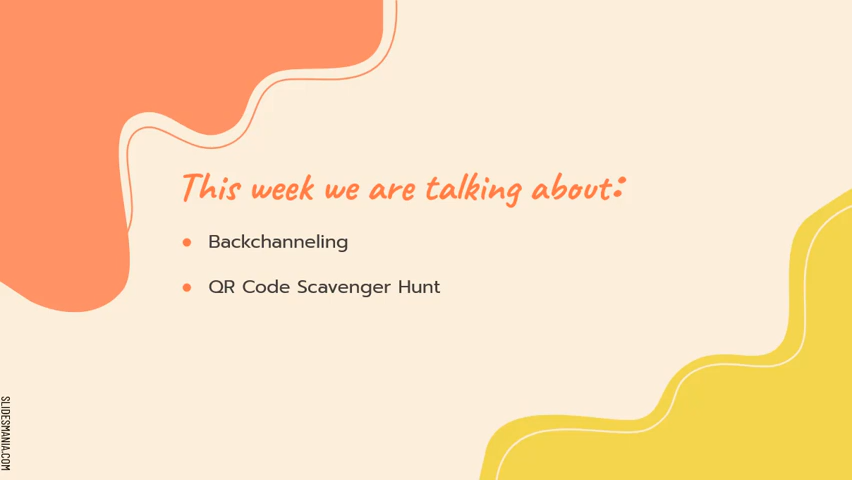 This week we are talking about:
Backchanneling
QR Code Scavenger Hunt
SLIDESMANIA.COM